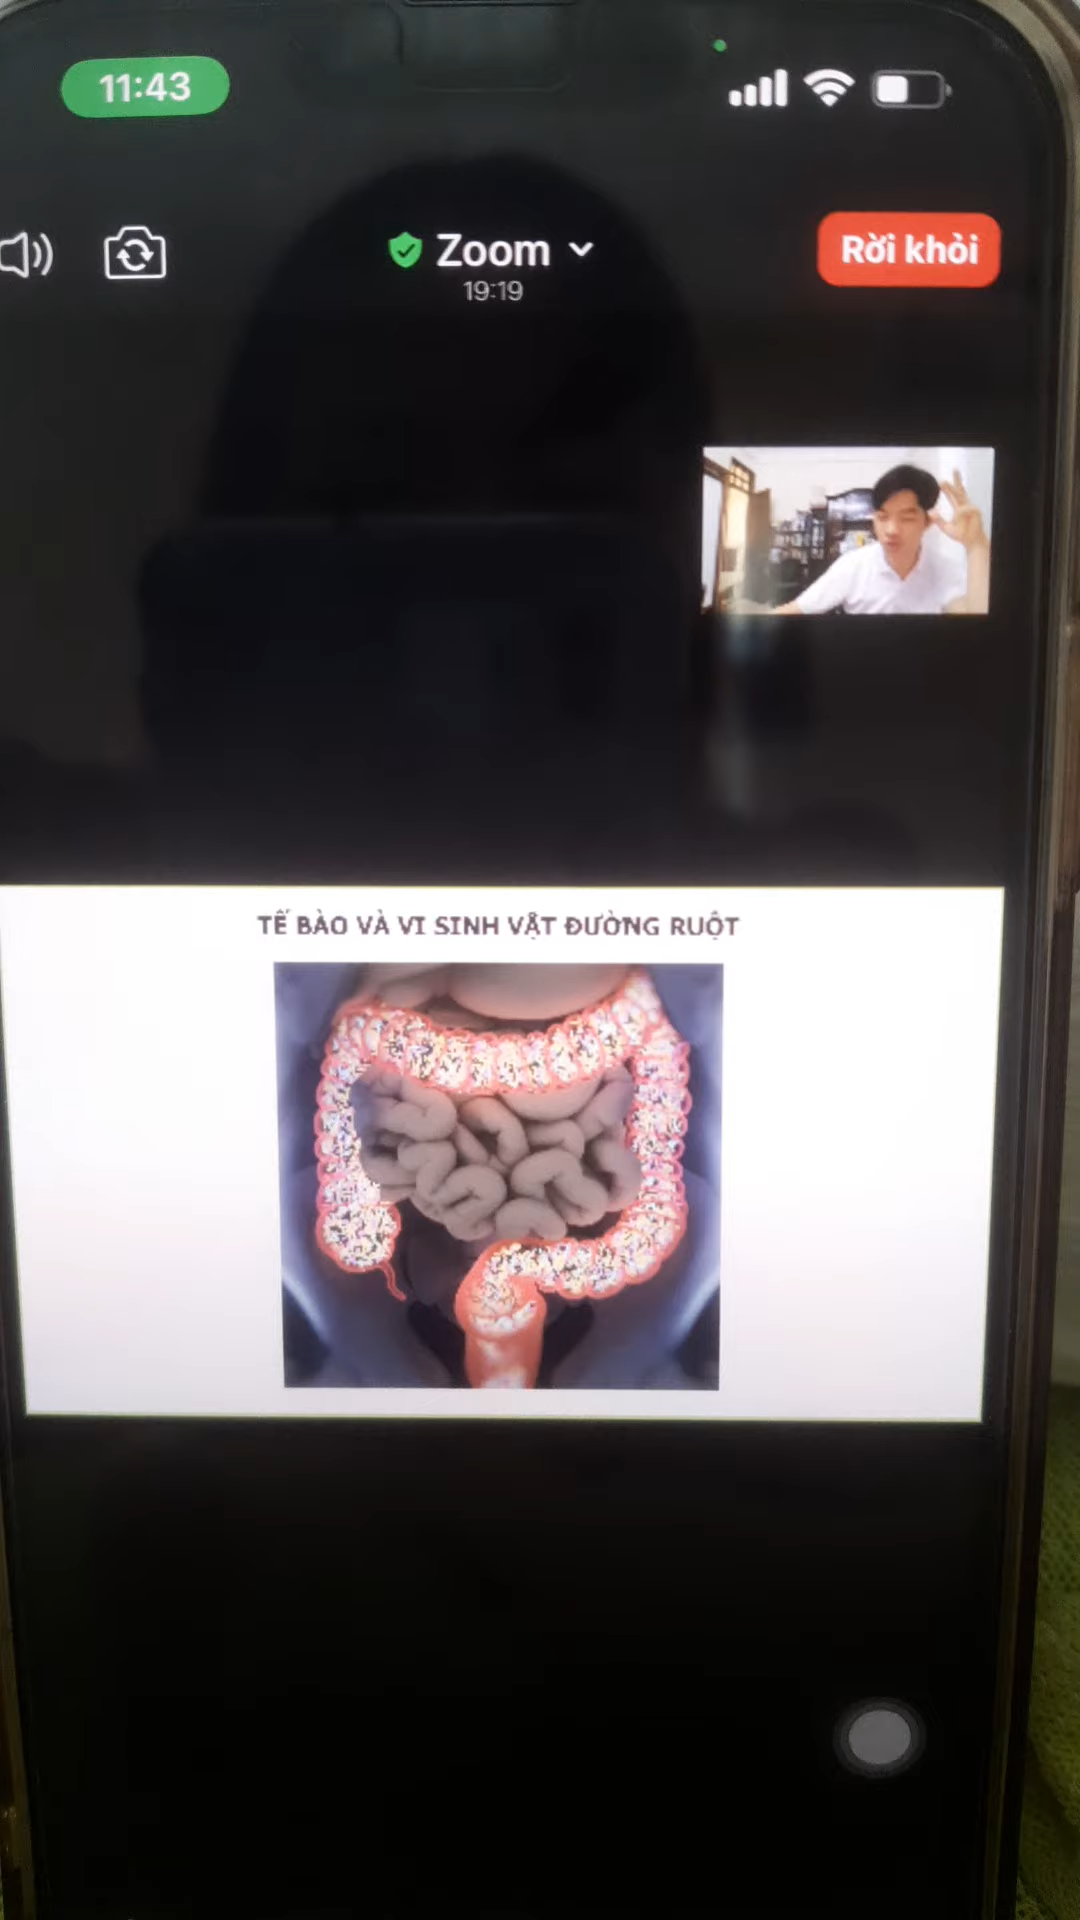 11:43
Zoom
Rời khỏi
19:19
TẾ BÀO VÀ VI SINH VẬT ĐƯỜNG RUỘT